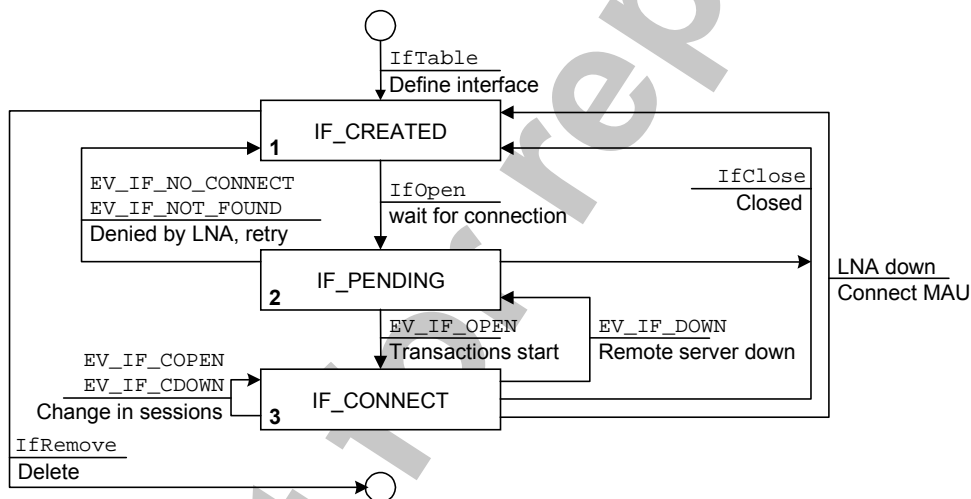 IfTable
Define interface
IF_CREATED
1
EV_IF_NO_CONNECT
EV_IF_NOT_FOUND
Denied by LNA, retry
IfOpen
wait for connection
IfClose
Closed
LNA down
Connect MAU
IF_PENDING
2
EV_IF_OPEN
Transactions start
EV_IF_DOWN
Remote server down
EV_IF_COPEN
EV_IF_CDOWN
Change in sessions
IF_CONNECT
3
IfRemove
Delete
t for rep